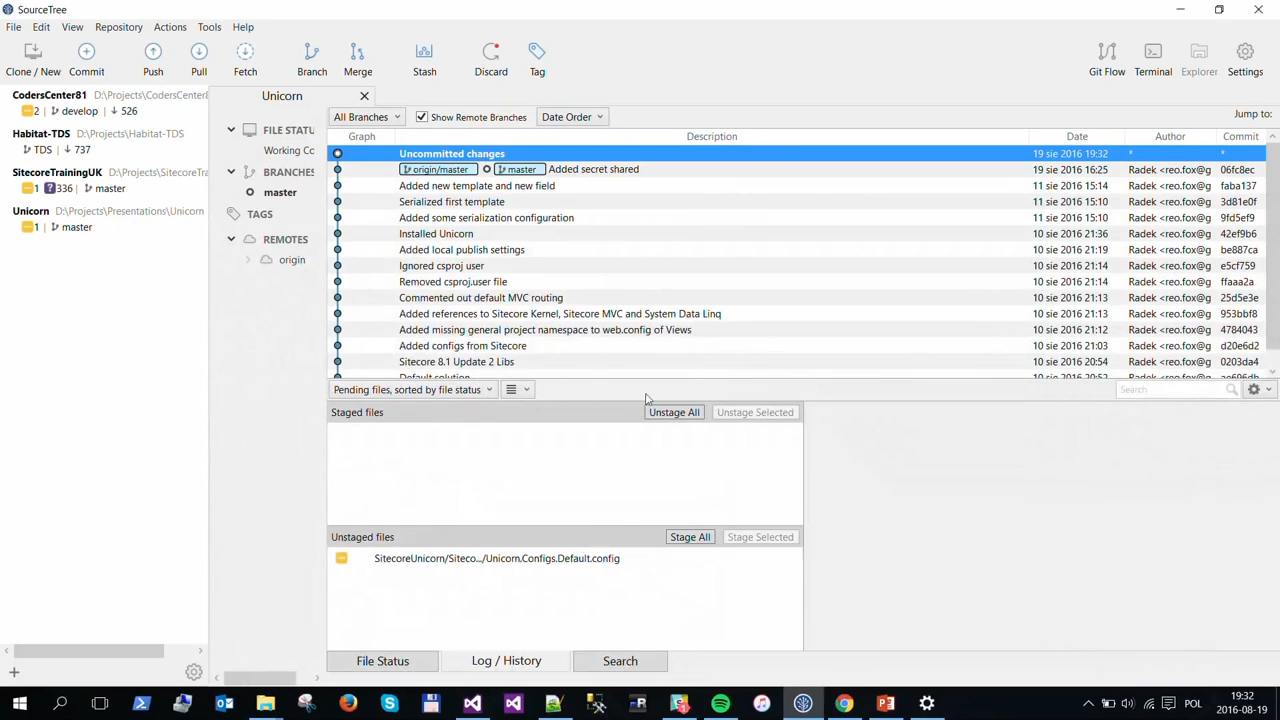 SourceTree
File Edit View Repository Actions Tools Help
Clone / New Commit Push Pull Fetch Branch Merge Stash Discard Tag Git Flow Terminal Explorer Settings
CodersCenter81 D:\Projects\CodersCenter8
2 develop 526
Habitat-TDS D:\Projects\Habitat-TDS
TDS 737
SitecoreTrainingUK D:\Projects\SitecoreTra
1 ? 336 master
Unicorn D:\Projects\Presentations\Unicorn
1 master
Unicorn
FILE STATU
Working Co
BRANCHES
master
TAGS
REMOTES
origin
All Branches Show Remote Branches Date Order Jump to:
Graph Description Date Author Commit
Uncommitted changes 19 sie 2016 19:32 * *
origin/master master Added secret shared 19 sie 2016 16:25 Radek <reo.fox@g 06fc8ec
Added new template and new field 11 sie 2016 15:14 Radek <reo.fox@g faba137
Serialized first template 11 sie 2016 15:10 Radek <reo.fox@g 3d81e0f
Added some serialization configuration 11 sie 2016 15:10 Radek <reo.fox@g 9fd5ef9
Installed Unicorn 10 sie 2016 21:36 Radek <reo.fox@g 42ef9b6
Added local publish settings 10 sie 2016 21:19 Radek <reo.fox@g be887ca
Ignored csproj user 10 sie 2016 21:14 Radek <reo.fox@g e5cf759
Removed csproj.user file 10 sie 2016 21:14 Radek <reo.fox@g ffaaa2a
Commented out default MVC routing 10 sie 2016 21:13 Radek <reo.fox@g 25d5e3e
Added references to Sitecore Kernel, Sitecore MVC and System Data Linq 10 sie 2016 21:13 Radek <reo.fox@g 953bbf8
Added missing general project namespace to web.config of Views 10 sie 2016 21:12 Radek <reo.fox@g 4784043
Added configs from Sitecore 10 sie 2016 21:03 Radek <reo.fox@g d20e6d2
Sitecore 8.1 Update 2 Libs 10 sie 2016 20:54 Radek <reo.fox@g 0203da4
Default solution 10 sie 2016 20:52 Radek <reo.fox@g
Pending files, sorted by file status Search
Staged files Unstage All Unstage Selected
Unstaged files Stage All Stage Selected
SitecoreUnicorn/Siteco.../Unicorn.Configs.Default.config
File Status Log / History Search
POL
19:32
2016-08-19